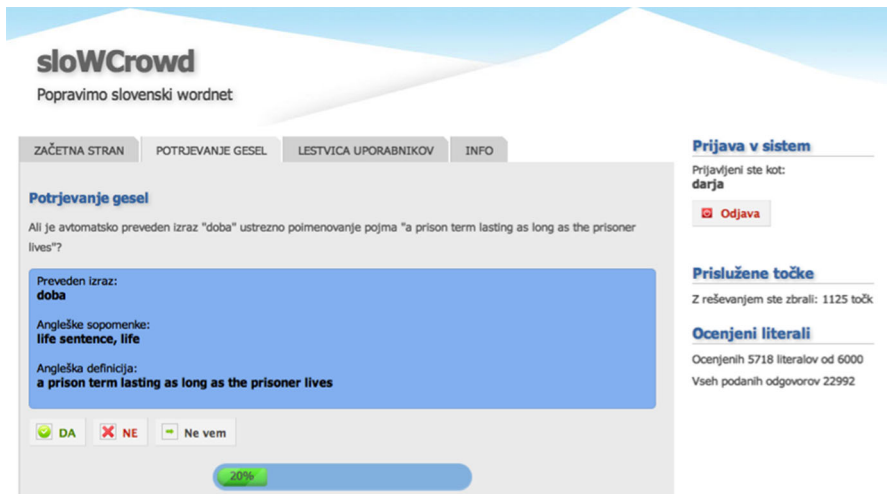 sloWCrowd
Popravimo slovenski wordnet
ZAČETNA STRAN
POTRJEVANJE GESEL
LESTVICA UPORABNIKOV
INFO
Potrjevanje gesel
Ali je avtomatsko preveden izraz "doba" ustrezno poimenovanje pojma "a prison term lasting as long as the prisoner
lives"?
Preveden izraz:
doba
Angleške sopomenke:
life sentence, life
Angleška definicija:
a prison term lasting as long as the prisoner lives
DA
NE
Ne vem
20%
Prijava v sistem
Prijavljeni ste kot:
darja
Odjava
Prislužene točke
Z reševanjem ste zbrali: 1125 točk
Ocenjeni literali
Ocenjenih 5718 literalov od 6000
Vseh podanih odgovorov 22992